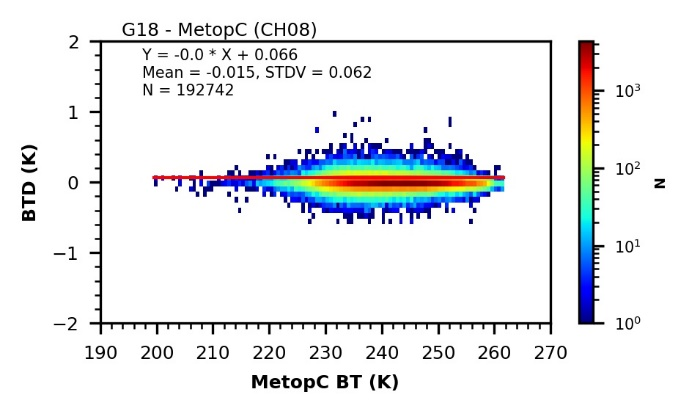 G18 - MetopC (CH08)
Y = -0.0 * X + 0.066
Mean = -0.015, STDV = 0.062
N = 192742
2
1
0
−1
−2
BTD (K)
190 200 210 220 230 240 250 260 270
MetopC BT (K)
10³
10²
10¹
10⁰
N